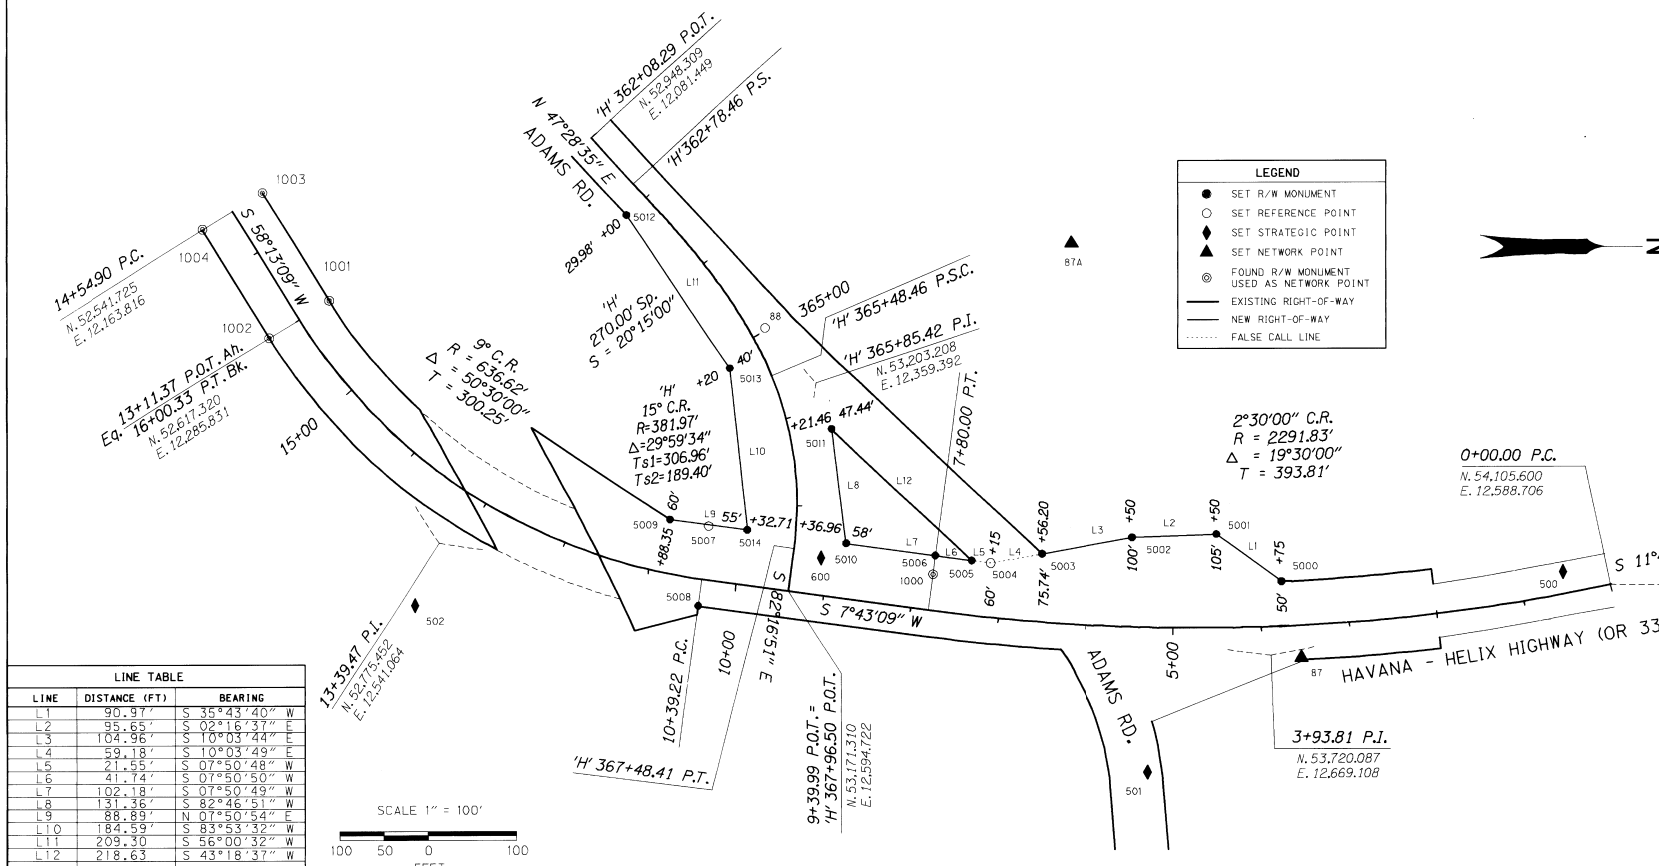 'H' 362+08.29 P.O.T.
N. 52,948.309
E. 12,081.449
'H' 362+78.46 P.S.
N 47°28'35" E
ADAMS RD.
LEGEND
SET R/W MONUMENT
SET REFERENCE POINT
SET STRATEGIC POINT
SET NETWORK POINT
FOUND R/W MONUMENT
USED AS NETWORK POINT
EXISTING RIGHT-OF-WAY
NEW RIGHT-OF-WAY
FALSE CALL LINE
N
87A
1003
1004
1001
1002
S 58°13'09" W
14+54.90 P.C.
N. 52,541.725
E. 12,163.816
13+11.37 P.O.T. Ah.
Eq. 16+00.33 P.T. Bk.
N. 52,617.320
E. 12,285.831
15+00
5012
29.98' +00
L11
'H'
270.00' Sp.
S = 20°15'00"
88
365+00
'H' 365+48.46 P.S.C.
'H' 365+85.42 P.I.
N. 53,203.208
E. 12,359.392
9° C.R.
R = 636.62'
Δ = 50°30'00"
T = 300.25'
+20 40'
5013
'H'
15° C.R.
R=381.97'
Δ=29°59'34"
Ts1=306.96'
Ts2=189.40'
L10
+21.46 47.44'
5011
L8
L12
7+80.00 P.T.
2°30'00" C.R.
R = 2291.83'
Δ = 19°30'00"
T = 393.81'
0+00.00 P.C.
N. 54,105.600
E. 12,588.706
5009
+88.35 60'
L9
5007
55' +32.71
5014
+36.96 58'
5010
600
L7
5006
1000
L6
5005
L5
60' +15
5004
L4
75.74' +56.20
5003
L3
100' +50
5002
L2
105' +50
5001
L1
50' +75
5000
500
S 11°
5008
S 7°43'09" W
S 82°16'51" E
10+00
5+00
502
13+39.47 P.I.
N. 52,775.452
E. 12,541.064
10+39.22 P.C.
'H' 367+48.41 P.T.
9+39.99 P.O.T. =
'H' 367+96.50 P.O.T.
N. 53,171.310
E. 12,594.722
ADAMS RD.
501
87
HAVANA - HELIX HIGHWAY (OR 33
3+93.81 P.I.
N. 53,720.087
E. 12,669.108
LINE TABLE
LINE DISTANCE (FT) BEARING
L1 90.97' S 35°43'40" W
L2 95.65' S 02°16'37" E
L3 104.96' S 10°03'44" E
L4 59.18' S 10°03'49" E
L5 21.55' S 07°50'48" W
L6 41.74' S 07°50'50" W
L7 102.18' S 07°50'49" W
L8 131.36' S 82°46'51" W
L9 88.89' N 07°50'54" E
L10 184.59' S 83°53'32" W
L11 209.30 S 56°00'32" W
L12 218.63 S 43°18'37" W
SCALE 1" = 100'
100 50 0 100
FEET